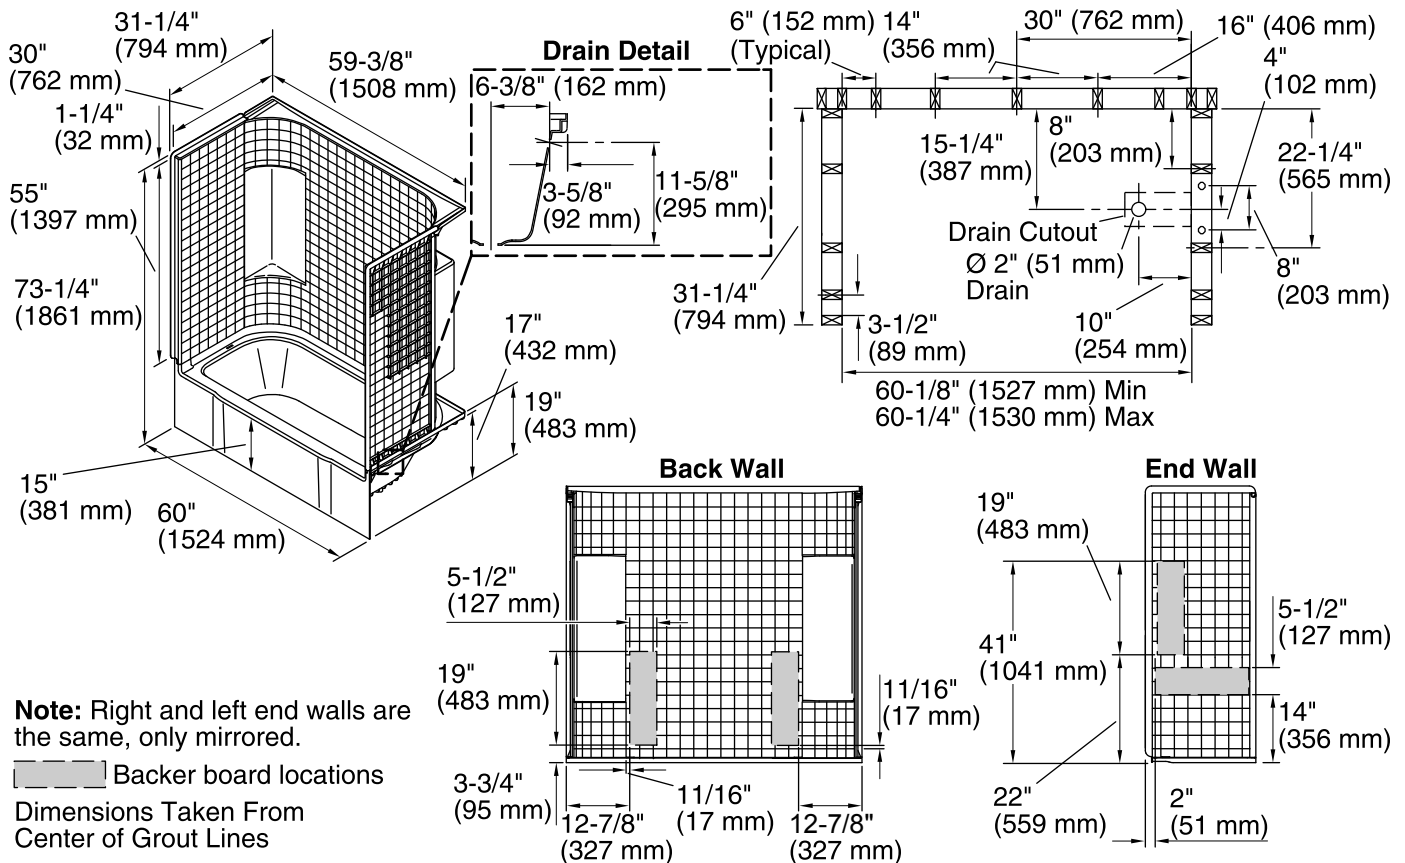 31-1/4"
(794 mm)
30"
(762 mm)
1-1/4"
(32 mm)
59-3/8"
(1508 mm)
55"
(1397 mm)
73-1/4"
(1861 mm)
17"
(432 mm)
19"
(483 mm)
15"
(381 mm)
60"
(1524 mm)
Drain Detail
6-3/8" (162 mm)
3-5/8"
(92 mm)
11-5/8"
(295 mm)
6" (152 mm)
(Typical)
14"
(356 mm)
30" (762 mm)
16" (406 mm)
4"
(102 mm)
15-1/4"
(387 mm)
8"
(203 mm)
22-1/4"
(565 mm)
Drain Cutout
Ø 2" (51 mm)
Drain
8"
(203 mm)
31-1/4"
(794 mm)
3-1/2"
(89 mm)
10"
(254 mm)
60-1/8" (1527 mm) Min
60-1/4" (1530 mm) Max
Back Wall
5-1/2"
(127 mm)
19"
(483 mm)
11/16"
(17 mm)
3-3/4"
(95 mm)
11/16"
(17 mm)
12-7/8"
(327 mm)
12-7/8"
(327 mm)
End Wall
19"
(483 mm)
5-1/2"
(127 mm)
41"
(1041 mm)
14"
(356 mm)
22"
(559 mm)
2"
(51 mm)
Note: Right and left end walls are
the same, only mirrored.
Backer board locations
Dimensions Taken From
Center of Grout Lines